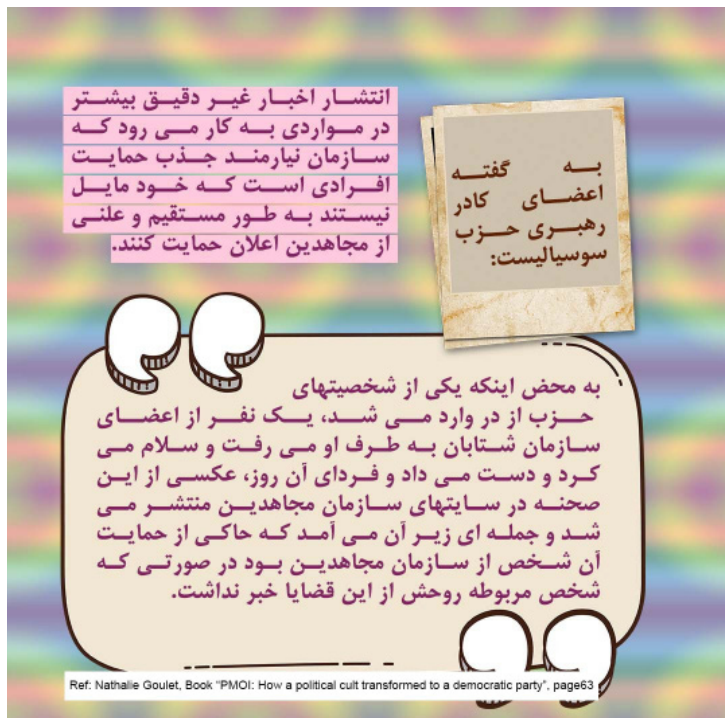 انتشار اخبار غیر دقیق بیشتر
در مواردی به کار می رود که
سازمان نیازمند جذب حمایت
افرادی است که خود مایل
نیستند به طور مستقیم و علنی
از مجاهدین اعلان حمایت کنند.
به گفته
اعضای کادر
رهبری حزب
سوسیالیست:
به محض اینکه یکی از شخصیتهای
حزب از در وارد می شد، یک نفر از اعضای
سازمان شتابان به طرف او می رفت و سلام می
کرد و دست می داد و فردای آن روز، عکسی از این
صحنه در سایتهای سازمان مجاهدین منتشر می
شد و جمله ای زیر آن می آمد که حاکی از حمایت
آن شخص از سازمان مجاهدین بود در صورتی که
شخص مربوطه روحش از این قضایا خبر نداشت.
Ref: Nathalie Goulet, Book "PMOI: How a political cult transformed to a democratic party", page63